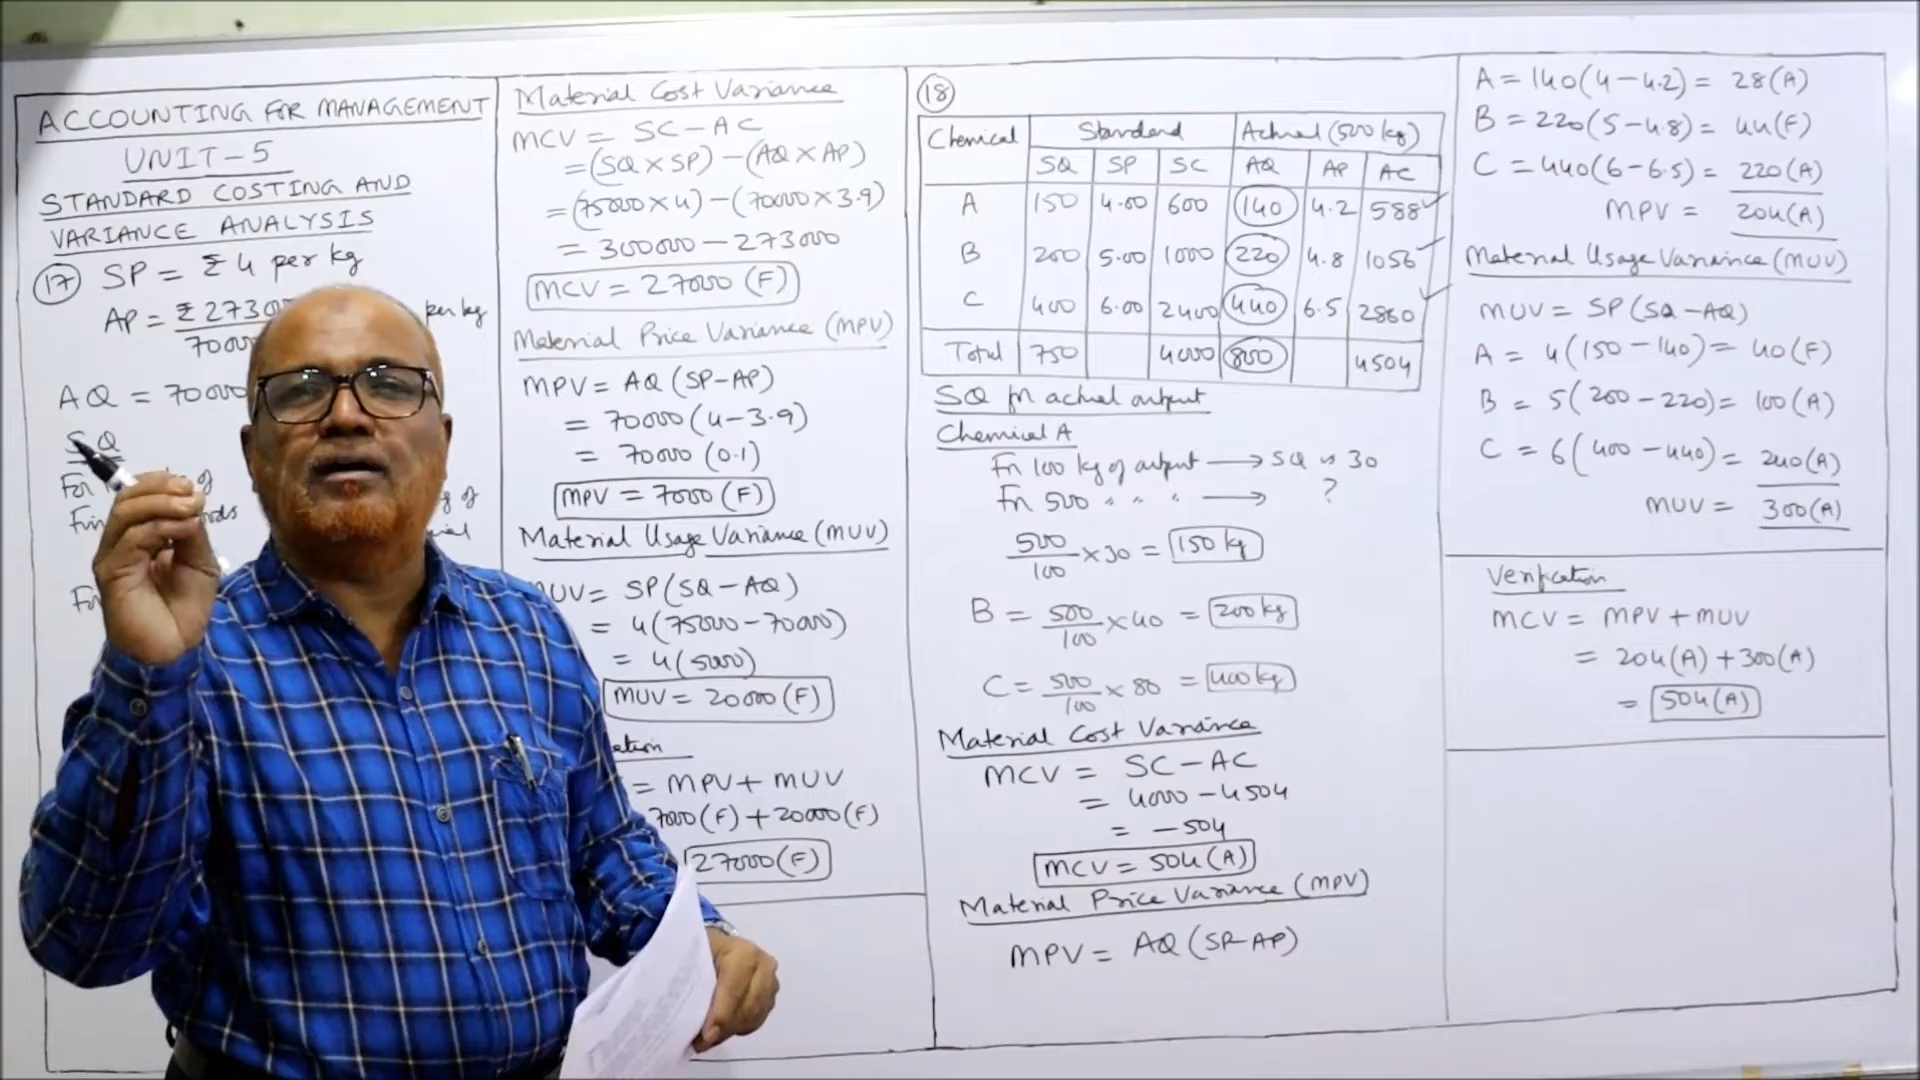 ACCOUNTING FOR MANAGEMENT
UNIT-5
STANDARD COSTING AND
VARIANCE ANALYSIS
(17) SP = ₹ 4 per kg
AP = ₹ 2730 per kg
7000
AQ = 70000
SQ
For of
Fini ds of
Material Cost Variance
MCV = SC - AC
= (SQ × SP) - (AQ × AP)
= (75000 × 4) - (70000 × 3.9)
= 300000 - 273000
MCV = 27000 (F)
Material Price Variance (MPV)
MPV = AQ (SP-AP)
= 70000 (4-3.9)
= 70000 (0.1)
MPV = 7000 (F)
Material Usage Variance (MUV)
MUV = SP (SQ - AQ)
= 4 (75000 - 70000)
= 4 (5000)
MUV = 20000 (F)
ation
= MPV + MUV
7000 (F) + 20000 (F)
27000 (F)
(18)
Chemical Standard Actual (500 kg)
SQ SP SC AQ AP AC
A 150 4.00 600 140 4.2 588
B 200 5.00 1000 220 4.8 1056
C 400 6.00 2400 440 6.5 2860
Total 750 4000 800 4504
SQ for actual output
Chemical A
For 100 kg of output → SQ is 30
For 500 " " " → ?
500/100 × 30 = 150 kg
B = 500/100 × 40 = 200 kg
C = 500/100 × 80 = 400 kg
Material Cost Variance
MCV = SC - AC
= 4000 - 4504
= - 504
MCV = 504 (A)
Material Price Variance (MPV)
MPV = AQ (SP-AP)
A = 140 (4 - 4.2) = 28 (A)
B = 220 (5 - 4.8) = 44 (F)
C = 440 (6 - 6.5) = 220 (A)
MPV = 204 (A)
Material Usage Variance (MUV)
MUV = SP (SQ - AQ)
A = 4 (150 - 140) = 40 (F)
B = 5 (200 - 220) = 100 (A)
C = 6 (400 - 440) = 240 (A)
MUV = 300 (A)
Verification
MCV = MPV + MUV
= 204 (A) + 300 (A)
= 504 (A)